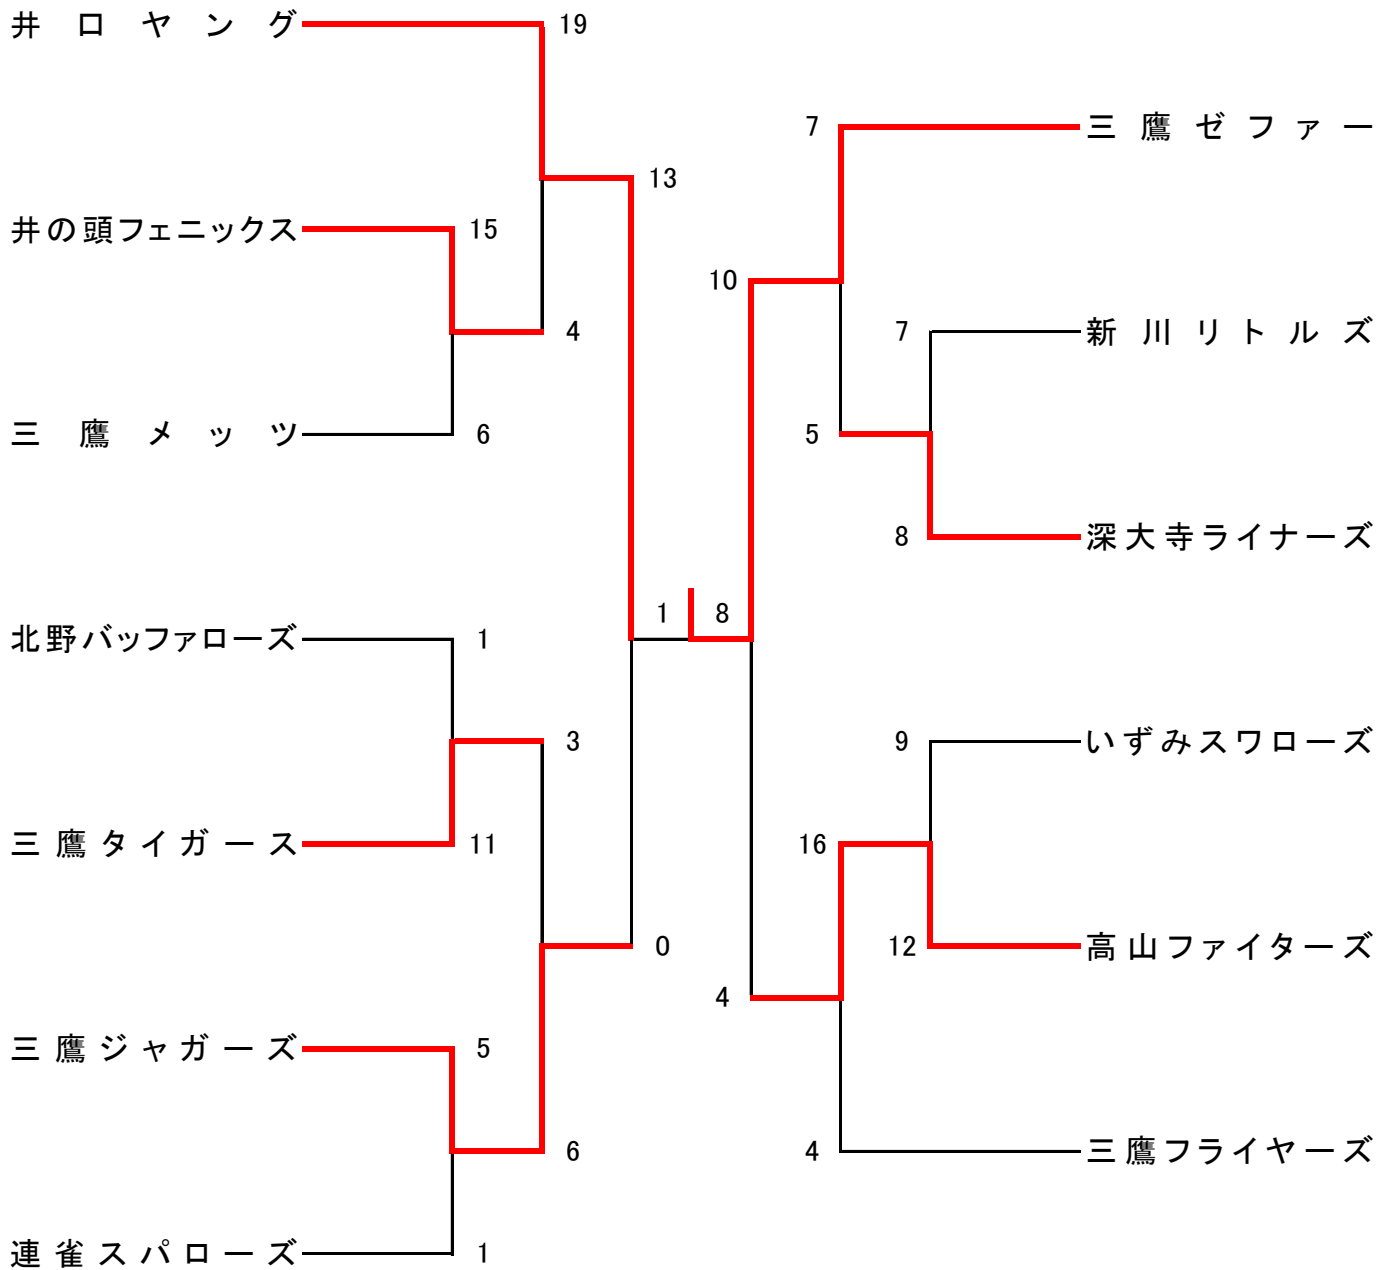 井口ヤング
19
井の頭フェニックス
15
13
4
三鷹メッツ
6
北野バッファローズ
1
3
三鷹タイガース
11
0
三鷹ジャガーズ
5
6
連雀スパローズ
1
1
8
7
三鷹ゼファー
10
7
新川リトルズ
5
8
深大寺ライナーズ
9
いずみスワローズ
16
12
高山ファイターズ
4
4
三鷹フライヤーズ